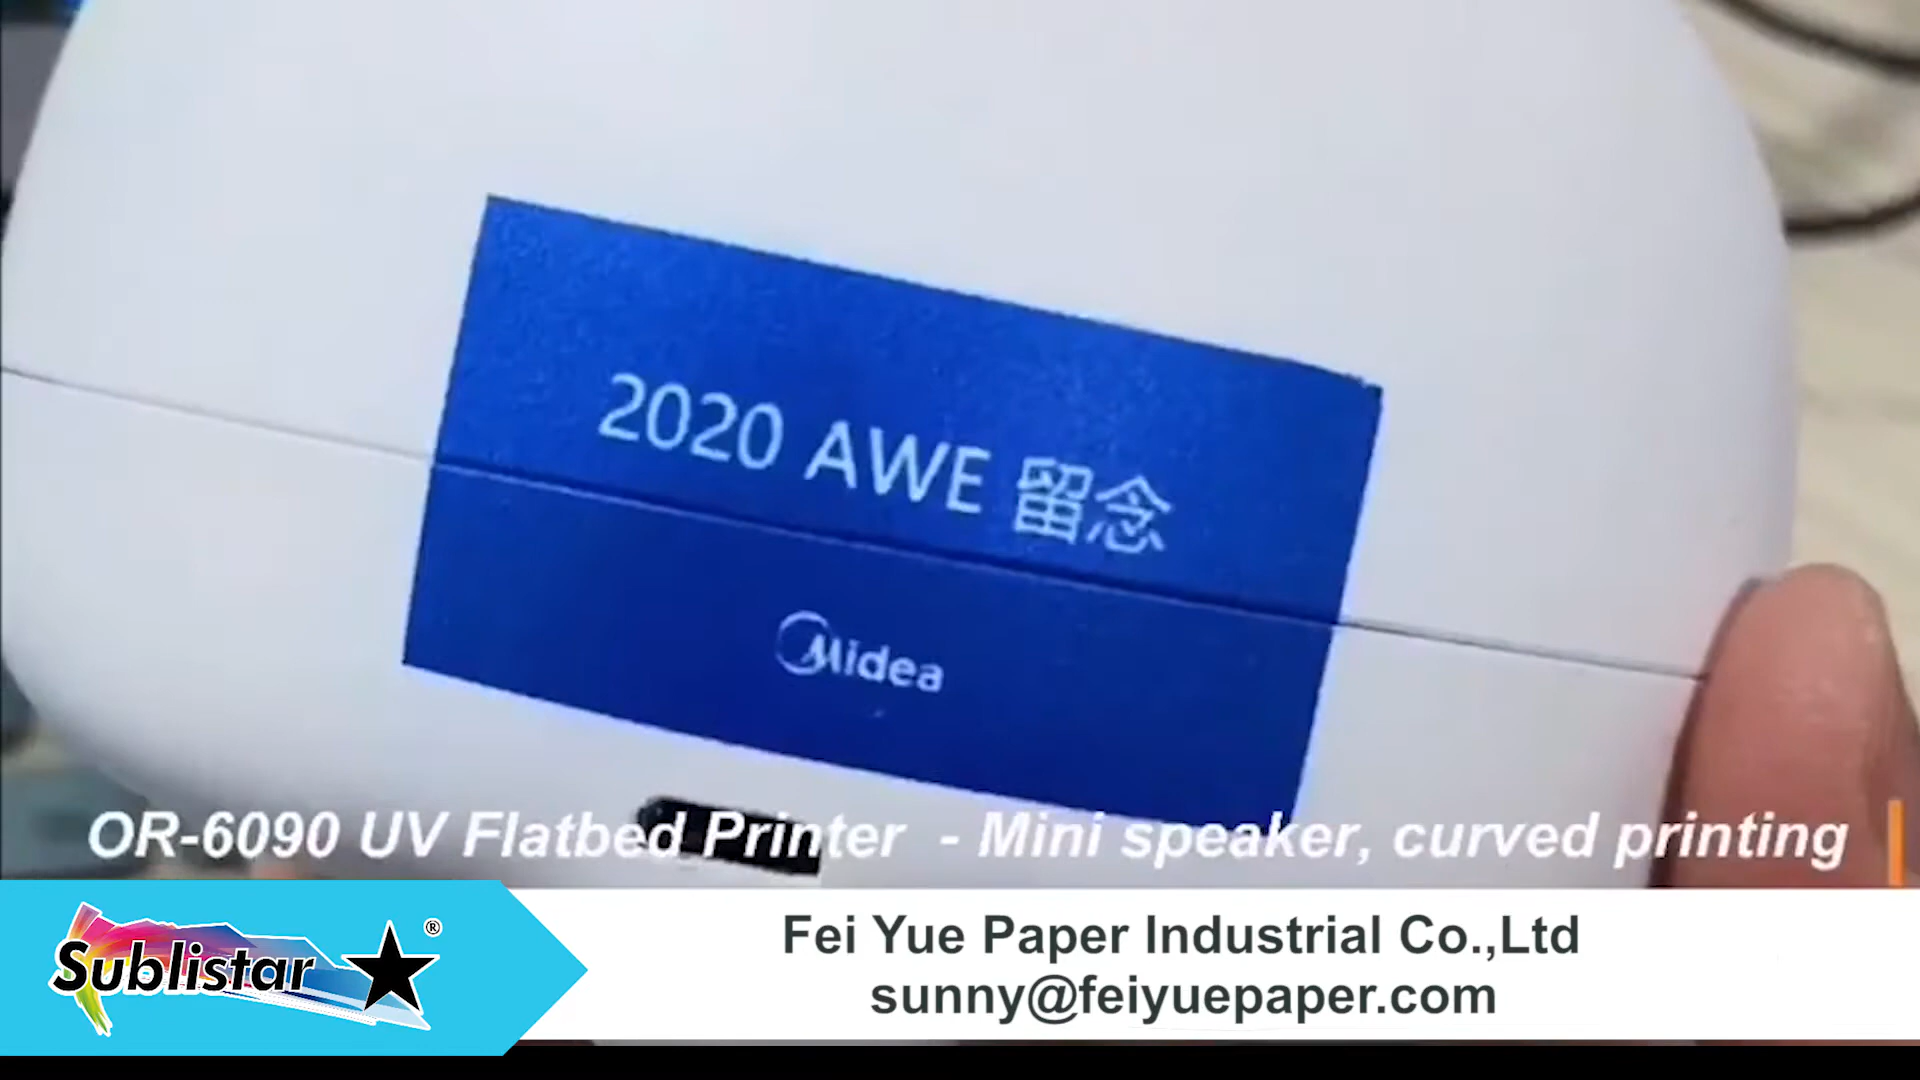 2020 AWE 留念
Midea
OR-6090 UV Flatbed Printer - Mini speaker, curved printing
Sublistar®
Fei Yue Paper Industrial Co.,Ltd
sunny@feiyuepaper.com